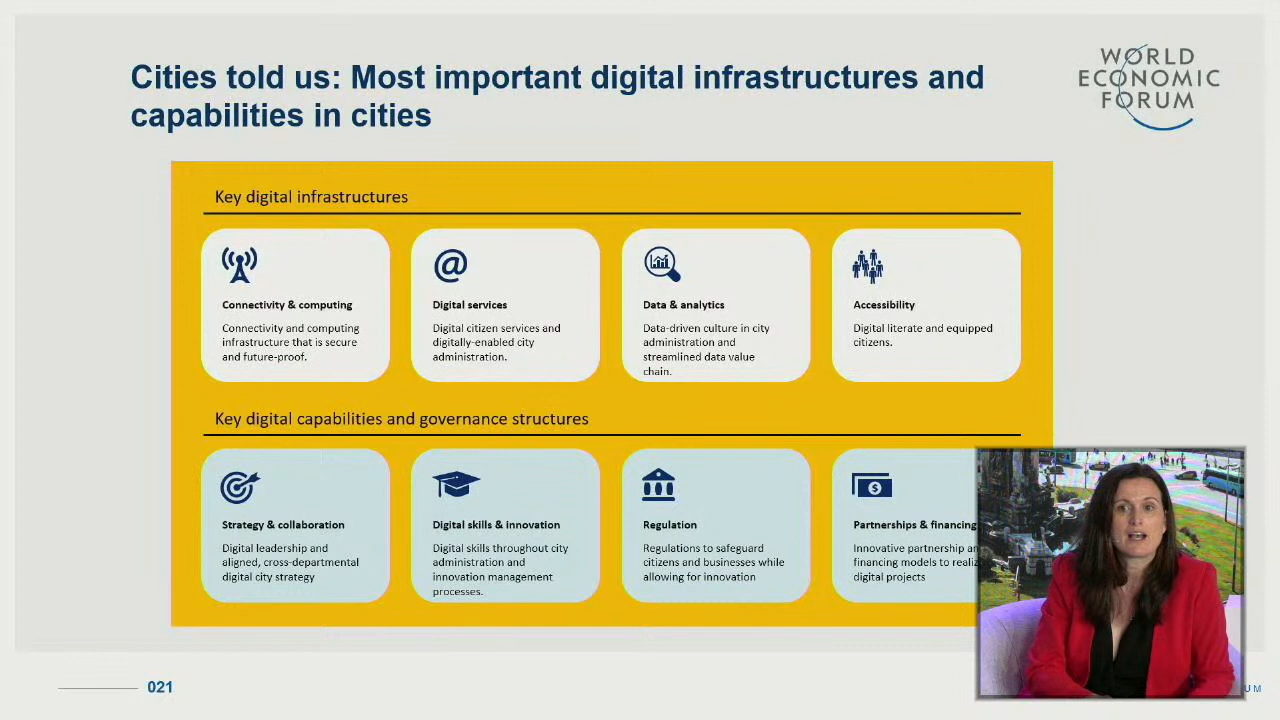 Cities told us: Most important digital infrastructures and
capabilities in cities
WORLD
ECONOMIC
FORUM
Key digital infrastructures
Connectivity & computing
Connectivity and computing
infrastructure that is secure
and future-proof.
@
Digital services
Digital citizen services and
digitally-enabled city
administration.
Data & analytics
Data-driven culture in city
administration and
streamlined data value
chain.
Accessibility
Digital literate and equipped
citizens.
Key digital capabilities and governance structures
Strategy & collaboration
Digital leadership and
aligned, cross-departmental
digital city strategy
Digital skills & innovation
Digital skills throughout city
administration and
innovation management
processes.
Regulation
Regulations to safeguard
citizens and businesses while
allowing for innovation
$
Partnerships & financing
Innovative partnership
financing models to
digital projects
021